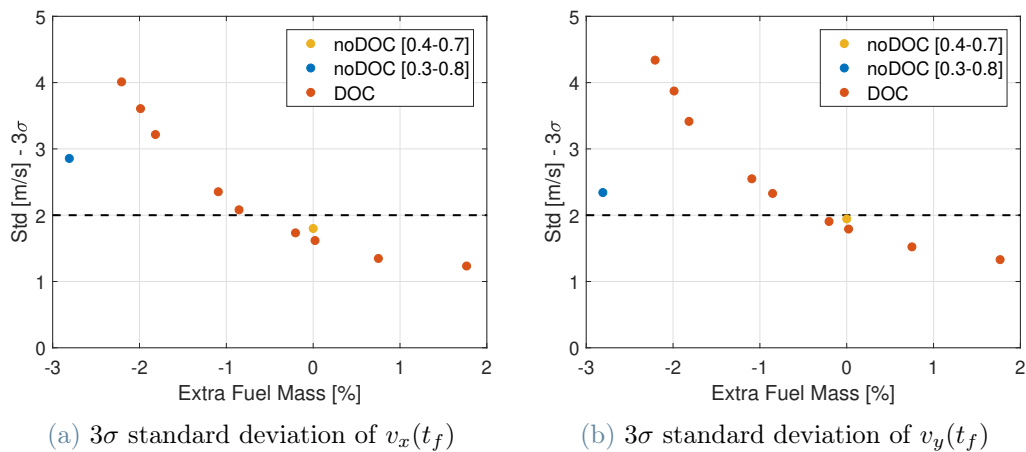 5
4
3
2
1
0
Std [m/s] - 3σ
noDOC [0.4-0.7]
noDOC [0.3-0.8]
DOC
-3 -2 -1 0 1 2
Extra Fuel Mass [%]
(a) 3σ standard deviation of v_x(t_f)
5
4
3
2
1
0
Std [m/s] - 3σ
noDOC [0.4-0.7]
noDOC [0.3-0.8]
DOC
-3 -2 -1 0 1 2
Extra Fuel Mass [%]
(b) 3σ standard deviation of v_y(t_f)